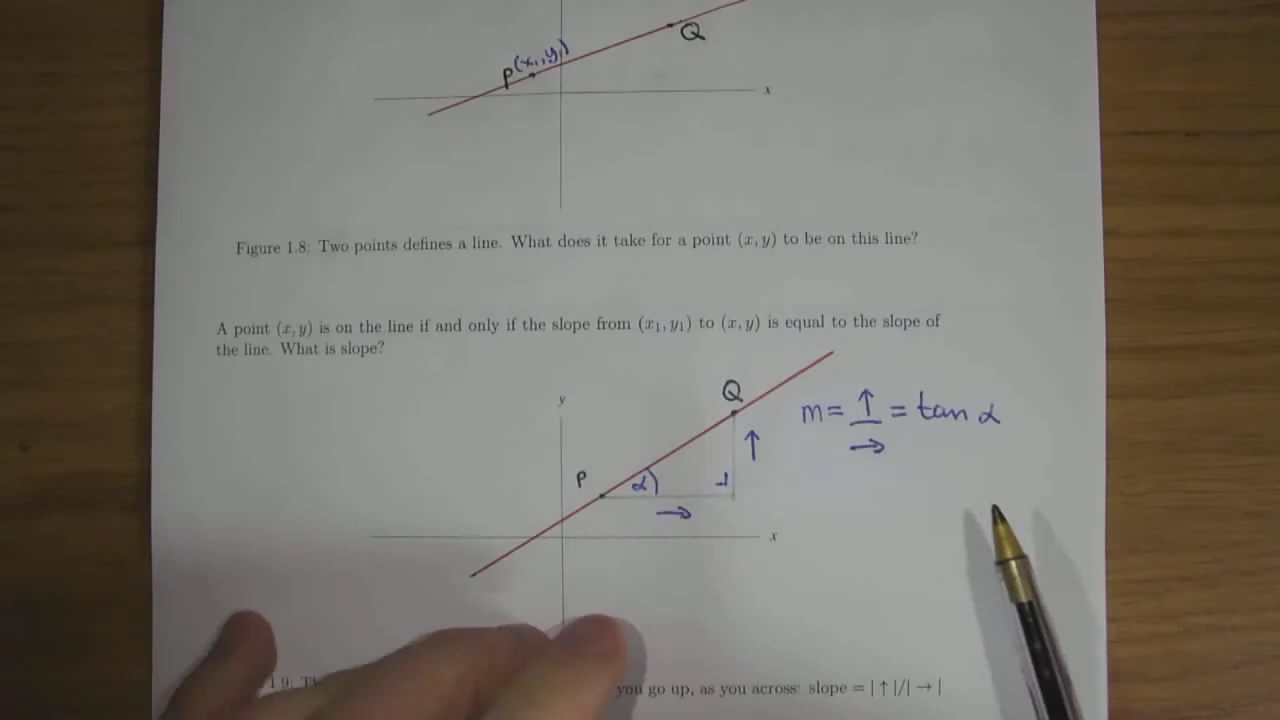 Q
P(x₁,y₁)
x
Figure 1.8: Two points defines a line. What does it take for a point (x, y) to be on this line?
A point (x, y) is on the line if and only if the slope from (x₁, y₁) to (x, y) is equal to the slope of
the line. What is slope?
y
Q
m = ↑/→ = tan α
↑
P
α
→
x
you go up, as you across: slope = | ↑ |/| → |